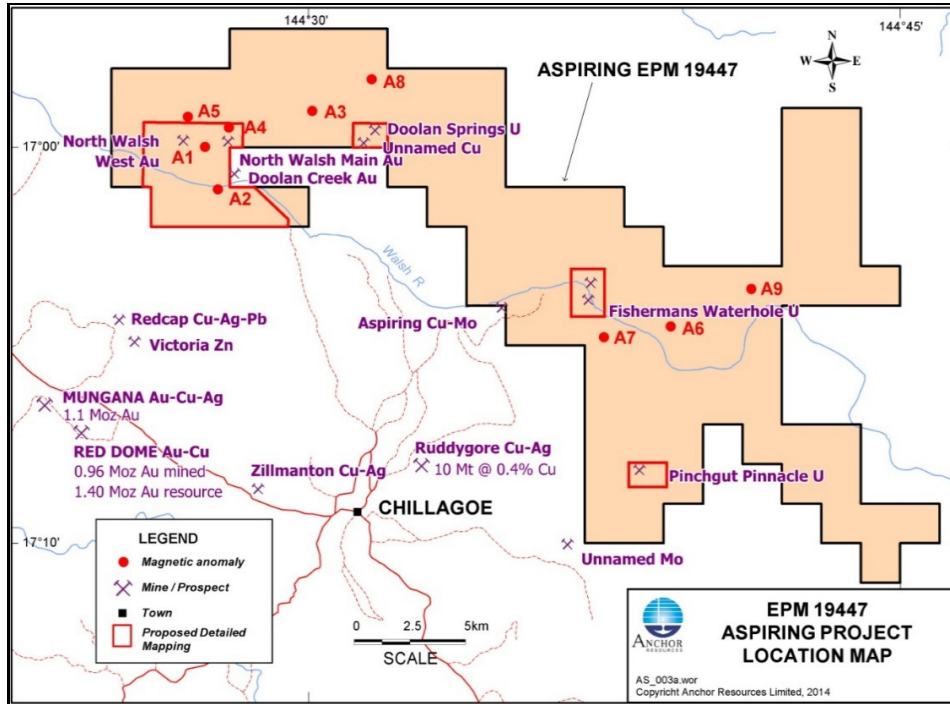 144°30'
144°45'
N
W E
S
ASPIRING EPM 19447
A8
A5
A3
A4
Doolan Springs U
Unnamed Cu
17°00'
North Walsh
West Au
A1
North Walsh Main Au
Doolan Creek Au
A2
Walsh R
A9
Fishermans Waterhole U
Redcap Cu-Ag-Pb
Aspiring Cu-Mo
A6
A7
Victoria Zn
MUNGANA Au-Cu-Ag
1.1 Moz Au
RED DOME Au-Cu
0.96 Moz Au mined
1.40 Moz Au resource
Zillmanton Cu-Ag
Ruddygore Cu-Ag
10 Mt @ 0.4% Cu
Pinchgut Pinnacle U
CHILLAGOE
17°10'
Unnamed Mo
LEGEND
Magnetic anomaly
Mine / Prospect
Town
Proposed Detailed
Mapping
0 2.5 5km
SCALE
ANCHOR
RESOURCES
EPM 19447
ASPIRING PROJECT
LOCATION MAP
AS_003a.wor
Copyright Anchor Resources Limited, 2014